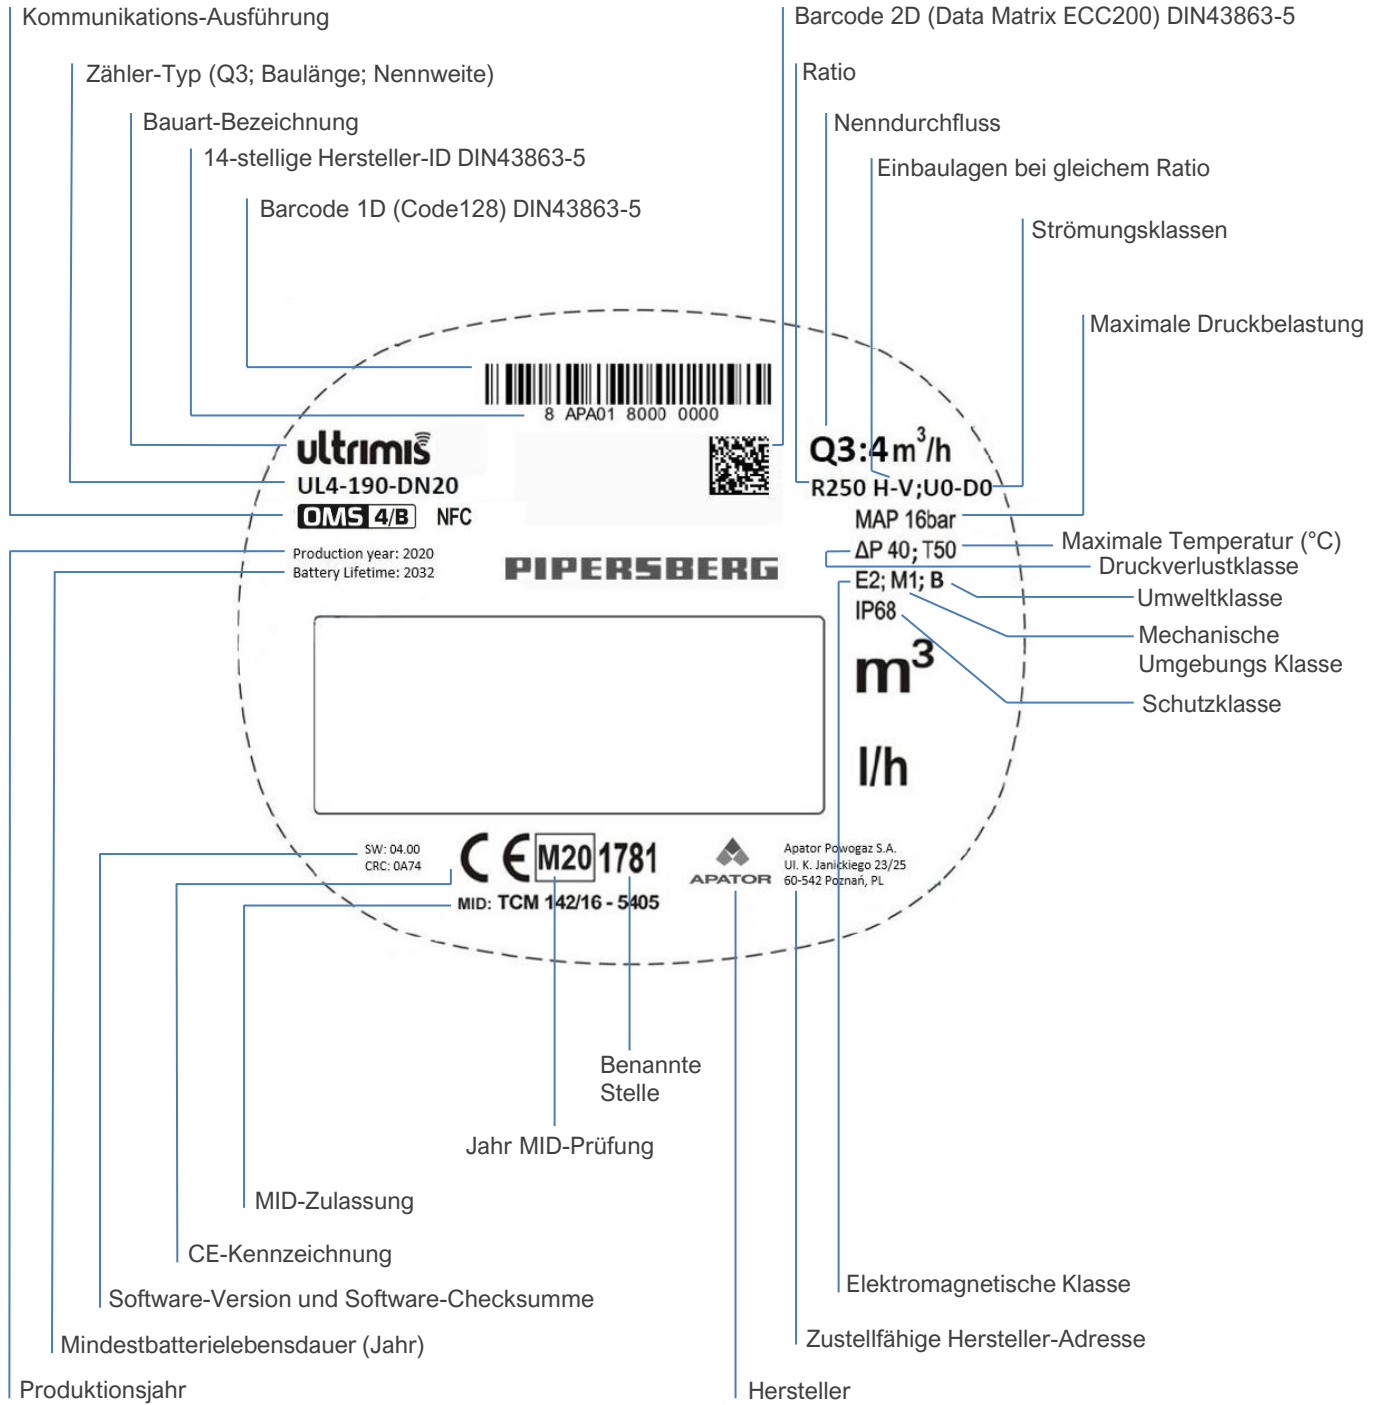 Kommunikations-Ausführung
Barcode 2D (Data Matrix ECC200) DIN43863-5
Zähler-Typ (Q3; Baulänge; Nennweite)
Ratio
Bauart-Bezeichnung
Nenndurchfluss
14-stellige Hersteller-ID DIN43863-5
Einbaulagen bei gleichem Ratio
Barcode 1D (Code128) DIN43863-5
Strömungsklassen
Maximale Druckbelastung
8 APA01 8000 0000
ultrimis
Q3:4 m³/h
UL4-190-DN20
R250 H-V;U0-D0
OMS 4/B NFC
MAP 16bar
Production year: 2020
Battery Lifetime: 2032
PIPERSBERG
ΔP 40; T50
Maximale Temperatur (°C)
Druckverlustklasse
E2; M1; B
Umweltklasse
IP68
Mechanische
Umgebungs Klasse
m³
Schutzklasse
l/h
SW: 04.00
CRC: 0A74
CE M20 1781
APATOR
Apator Powogaz S.A.
Ul. K. Janickiego 23/25
60-542 Poznań, PL
MID: TCM 142/16 - 5405
Benannte
Stelle
Jahr MID-Prüfung
MID-Zulassung
CE-Kennzeichnung
Elektromagnetische Klasse
Software-Version und Software-Checksumme
Zustellfähige Hersteller-Adresse
Mindestbatterielebensdauer (Jahr)
Produktionsjahr
Hersteller